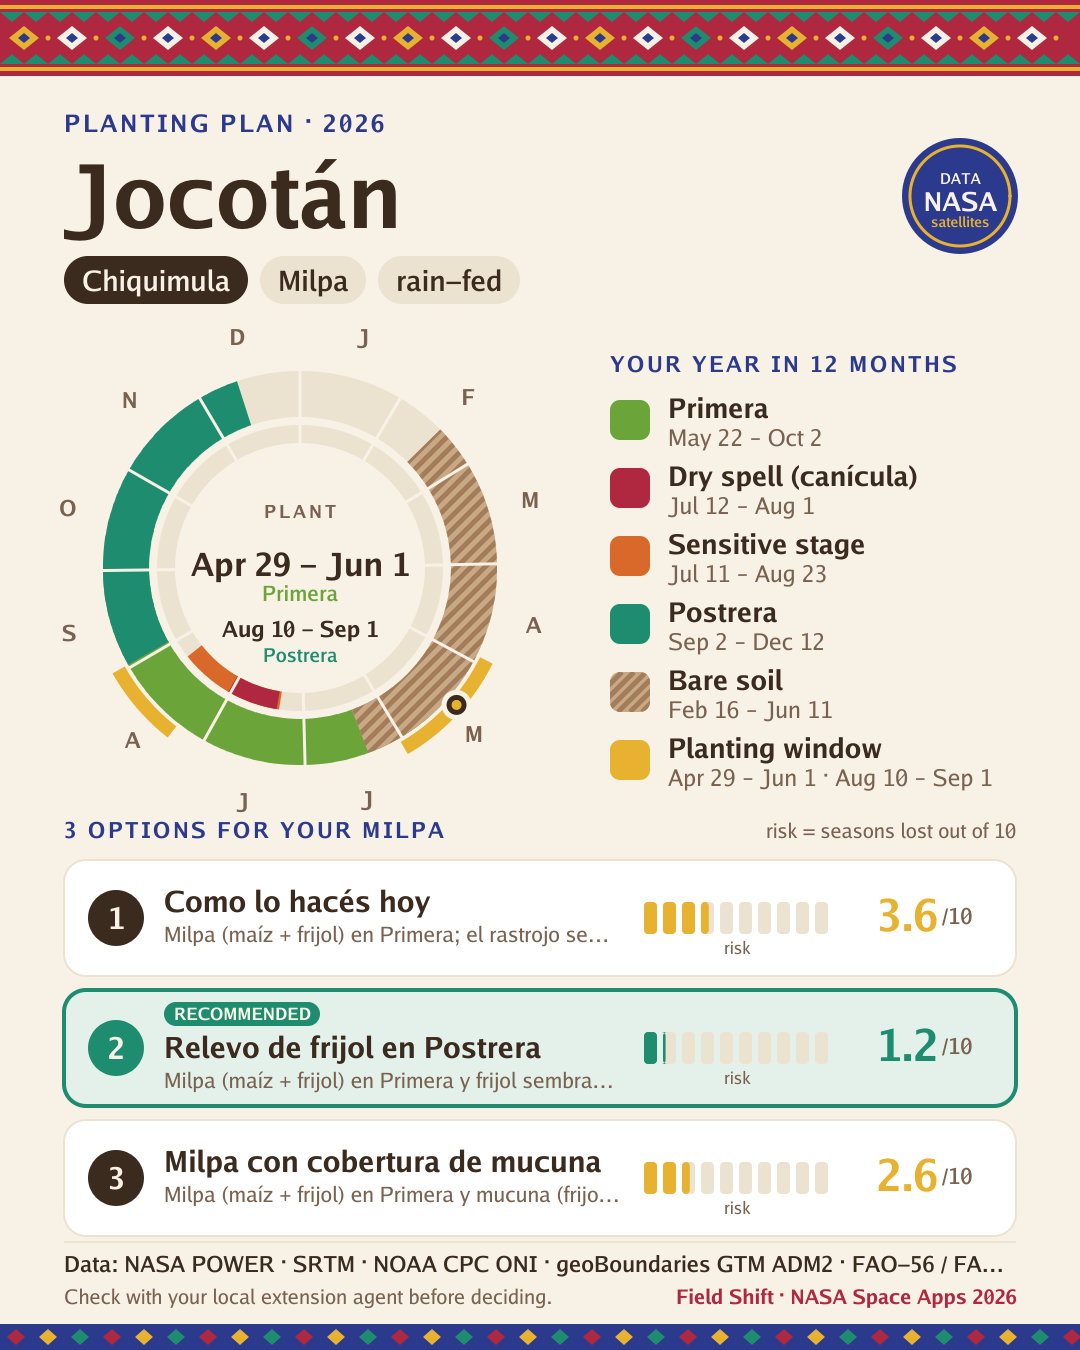 PLANTING PLAN · 2026
Jocotán
DATA
NASA
satellites
Chiquimula
Milpa
rain–fed
D
J
N
F
O
M
S
A
A
M
J
J
PLANT
Apr 29 – Jun 1
Primera
Aug 10 – Sep 1
Postrera
YOUR YEAR IN 12 MONTHS
Primera
May 22 – Oct 2
Dry spell (canícula)
Jul 12 – Aug 1
Sensitive stage
Jul 11 – Aug 23
Postrera
Sep 2 – Dec 12
Bare soil
Feb 16 – Jun 11
Planting window
Apr 29 – Jun 1 · Aug 10 – Sep 1
3 OPTIONS FOR YOUR MILPA
risk = seasons lost out of 10
1
Como lo hacés hoy
Milpa (maíz + frijol) en Primera; el rastrojo se…
risk
3.6/10
RECOMMENDED
2
Relevo de frijol en Postrera
Milpa (maíz + frijol) en Primera y frijol sembra…
risk
1.2/10
3
Milpa con cobertura de mucuna
Milpa (maíz + frijol) en Primera y mucuna (frijo…
risk
2.6/10
Data: NASA POWER · SRTM · NOAA CPC ONI · geoBoundaries GTM ADM2 · FAO–56 / FA…
Check with your local extension agent before deciding.
Field Shift · NASA Space Apps 2026